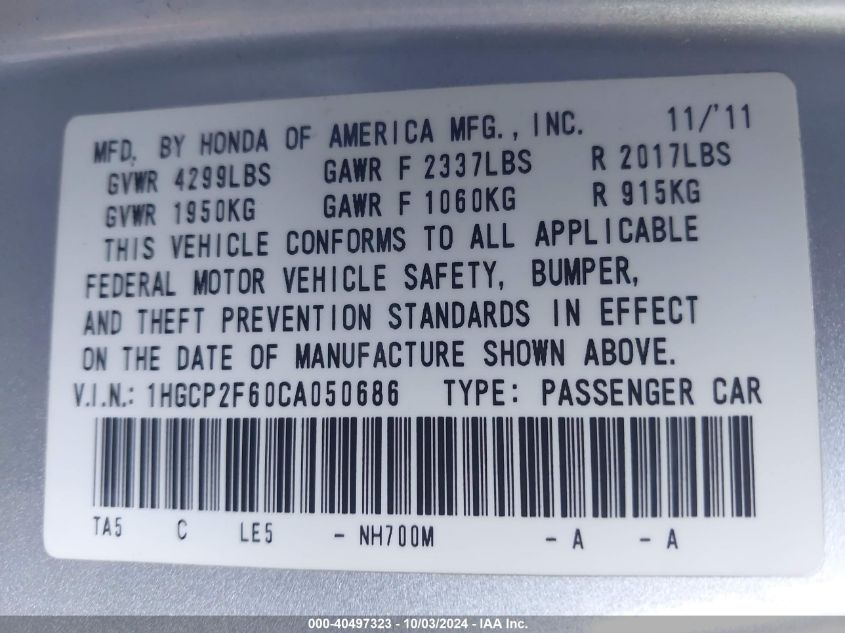 MFD. BY HONDA OF AMERICA MFG., INC. 11/'11
GVWR 4299LBS GAWR F 2337LBS R 2017LBS
GVWR 1950KG GAWR F 1060KG R 915KG
THIS VEHICLE CONFORMS TO ALL APPLICABLE
FEDERAL MOTOR VEHICLE SAFETY, BUMPER,
AND THEFT PREVENTION STANDARDS IN EFFECT
ON THE DATE OF MANUFACTURE SHOWN ABOVE.
V.I.N.: 1HGCP2F60CA050686 TYPE: PASSENGER CAR
TA5 C LE5 - NH700M - A - A
000-40497323 - 10/03/2024 - IAA Inc.